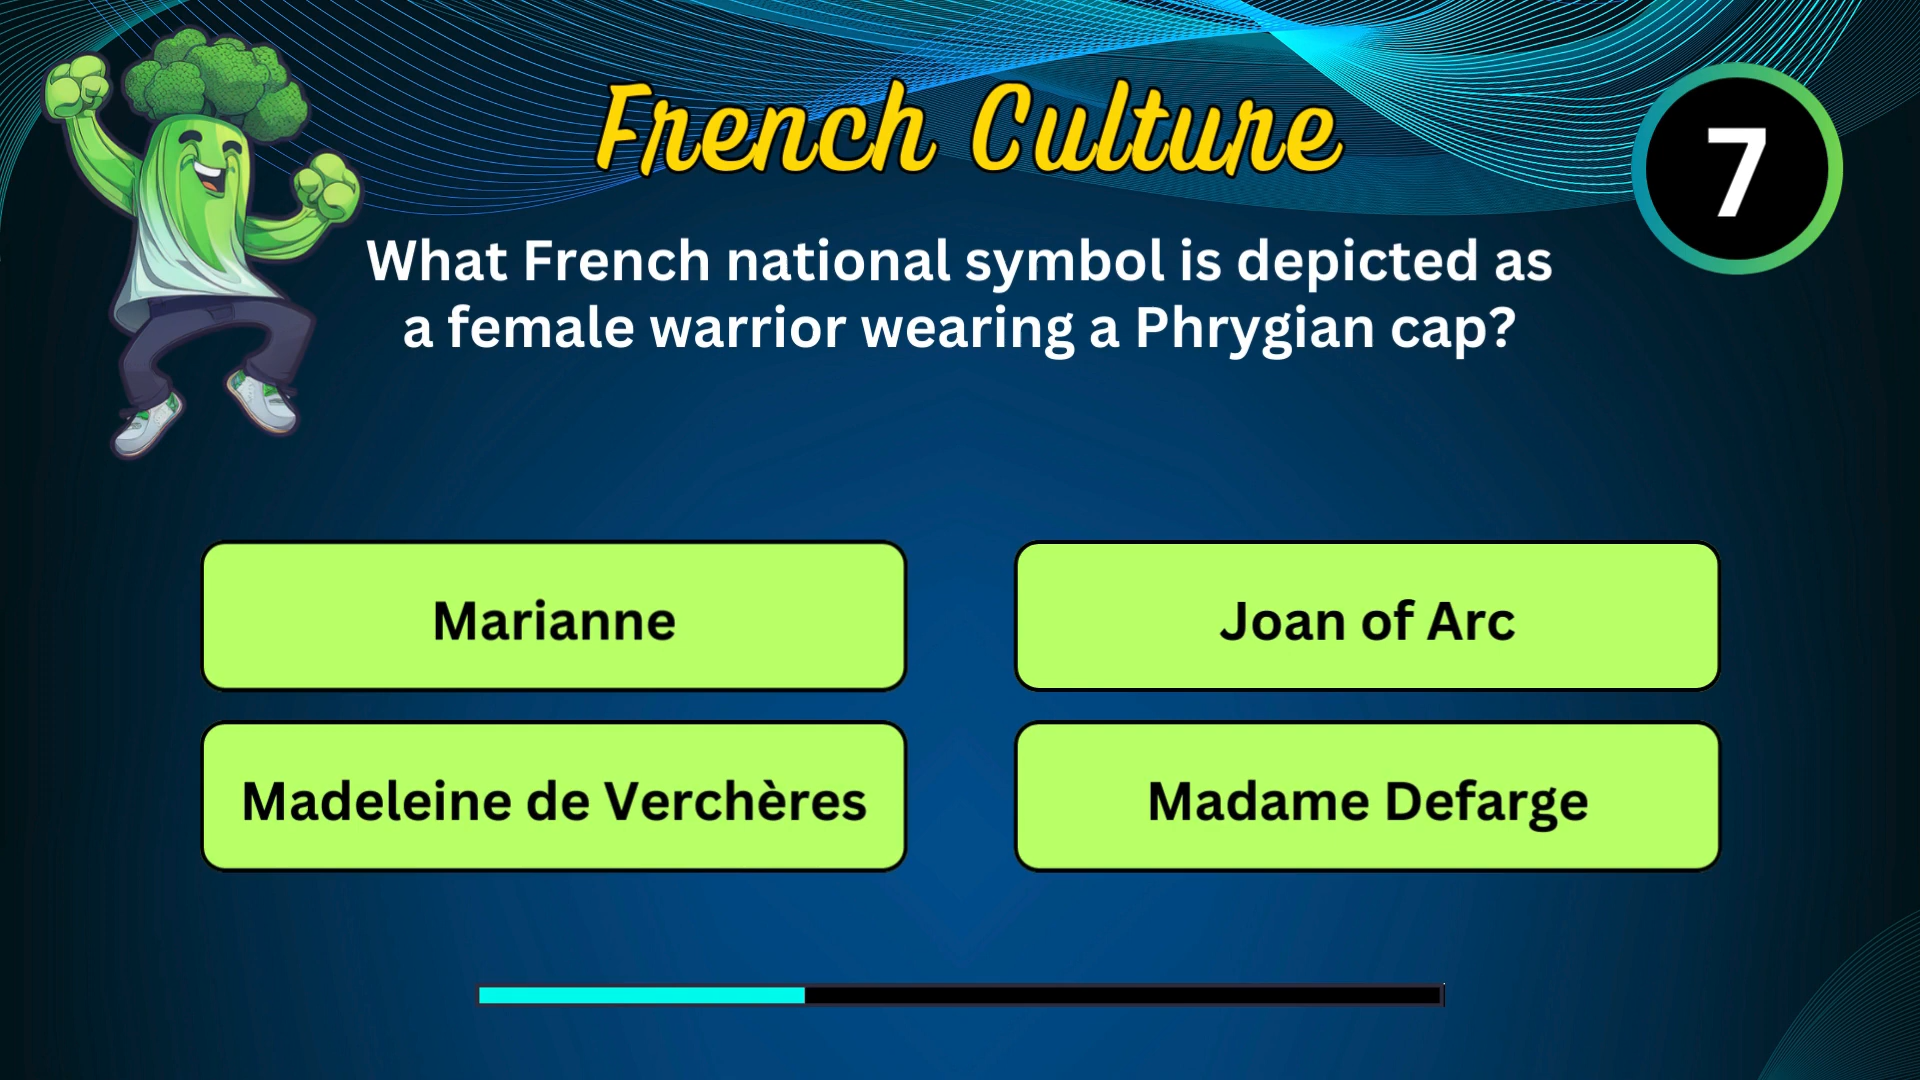 French Culture
7
What French national symbol is depicted as
a female warrior wearing a Phrygian cap?
Marianne
Joan of Arc
Madeleine de Verchères
Madame Defarge